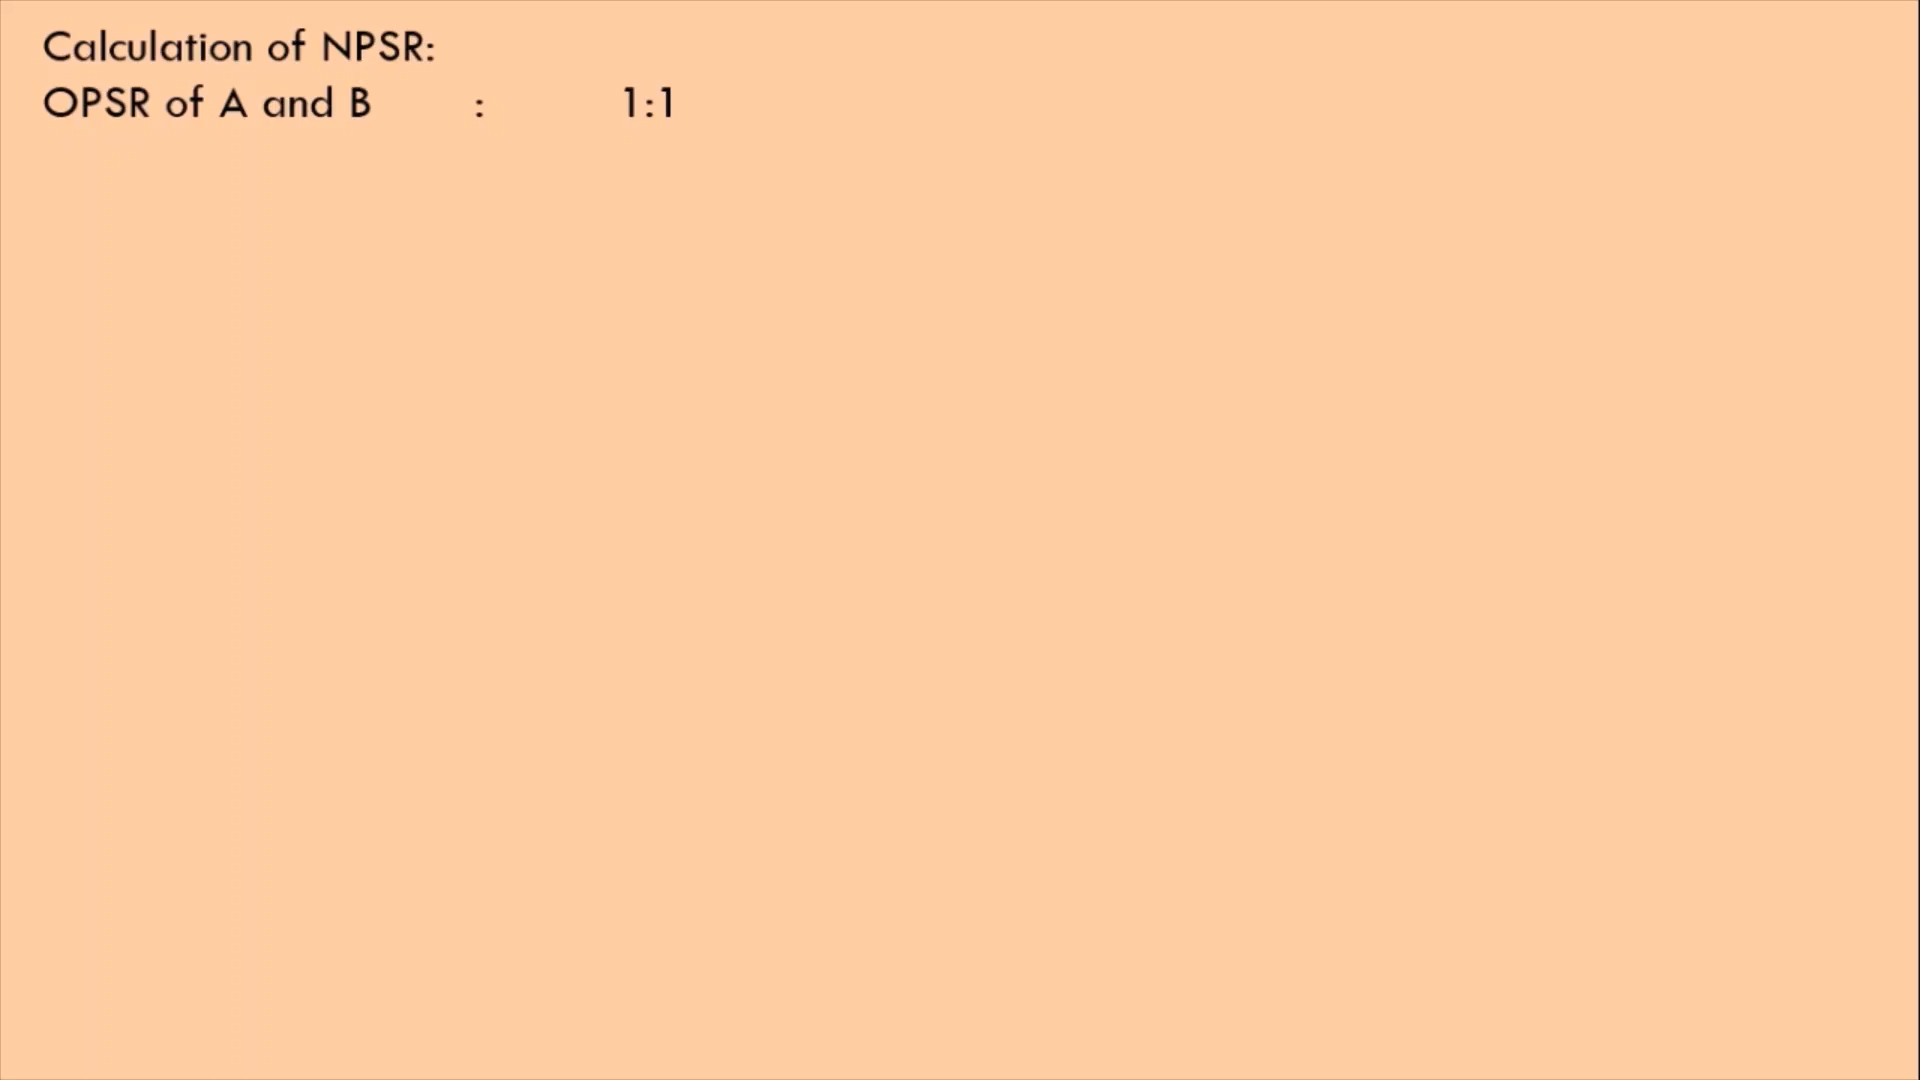 Calculation of NPSR:
OPSR of A and B : 1:1